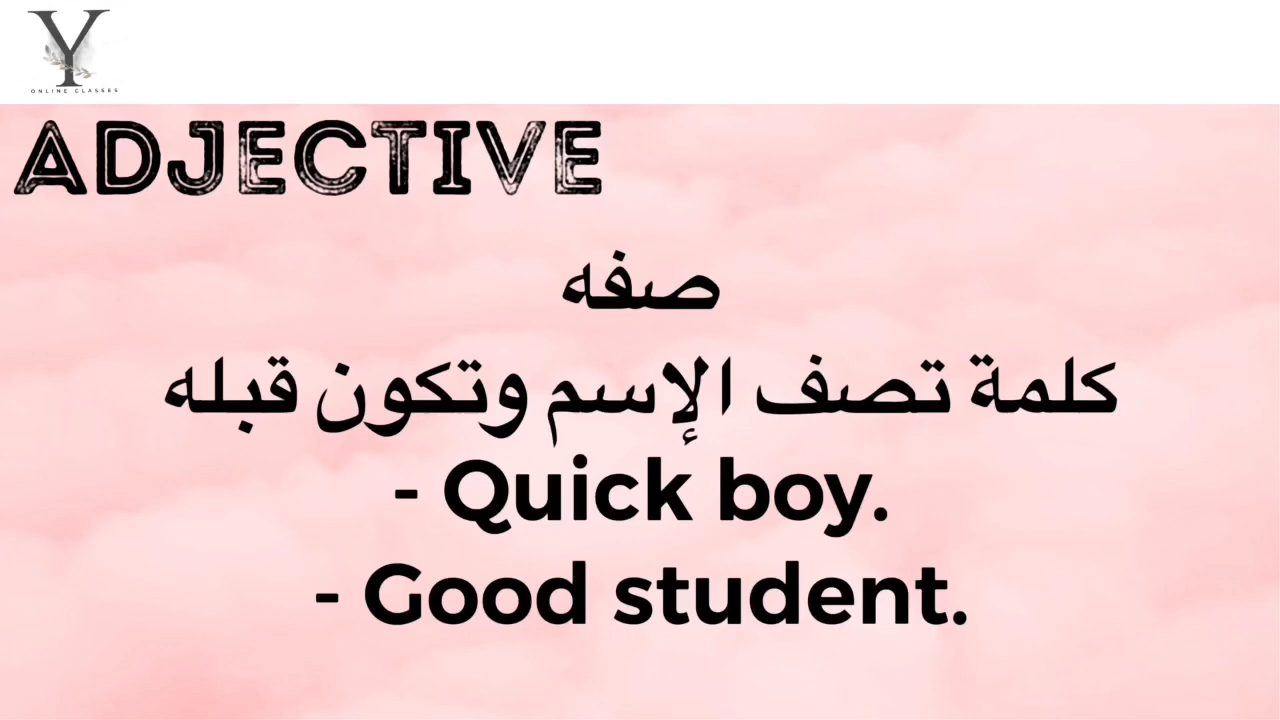 Y
ONLINE CLASSES
ADJECTIVE
صفه
كلمة تصف الإسم وتكون قبله
- Quick boy.
- Good student.